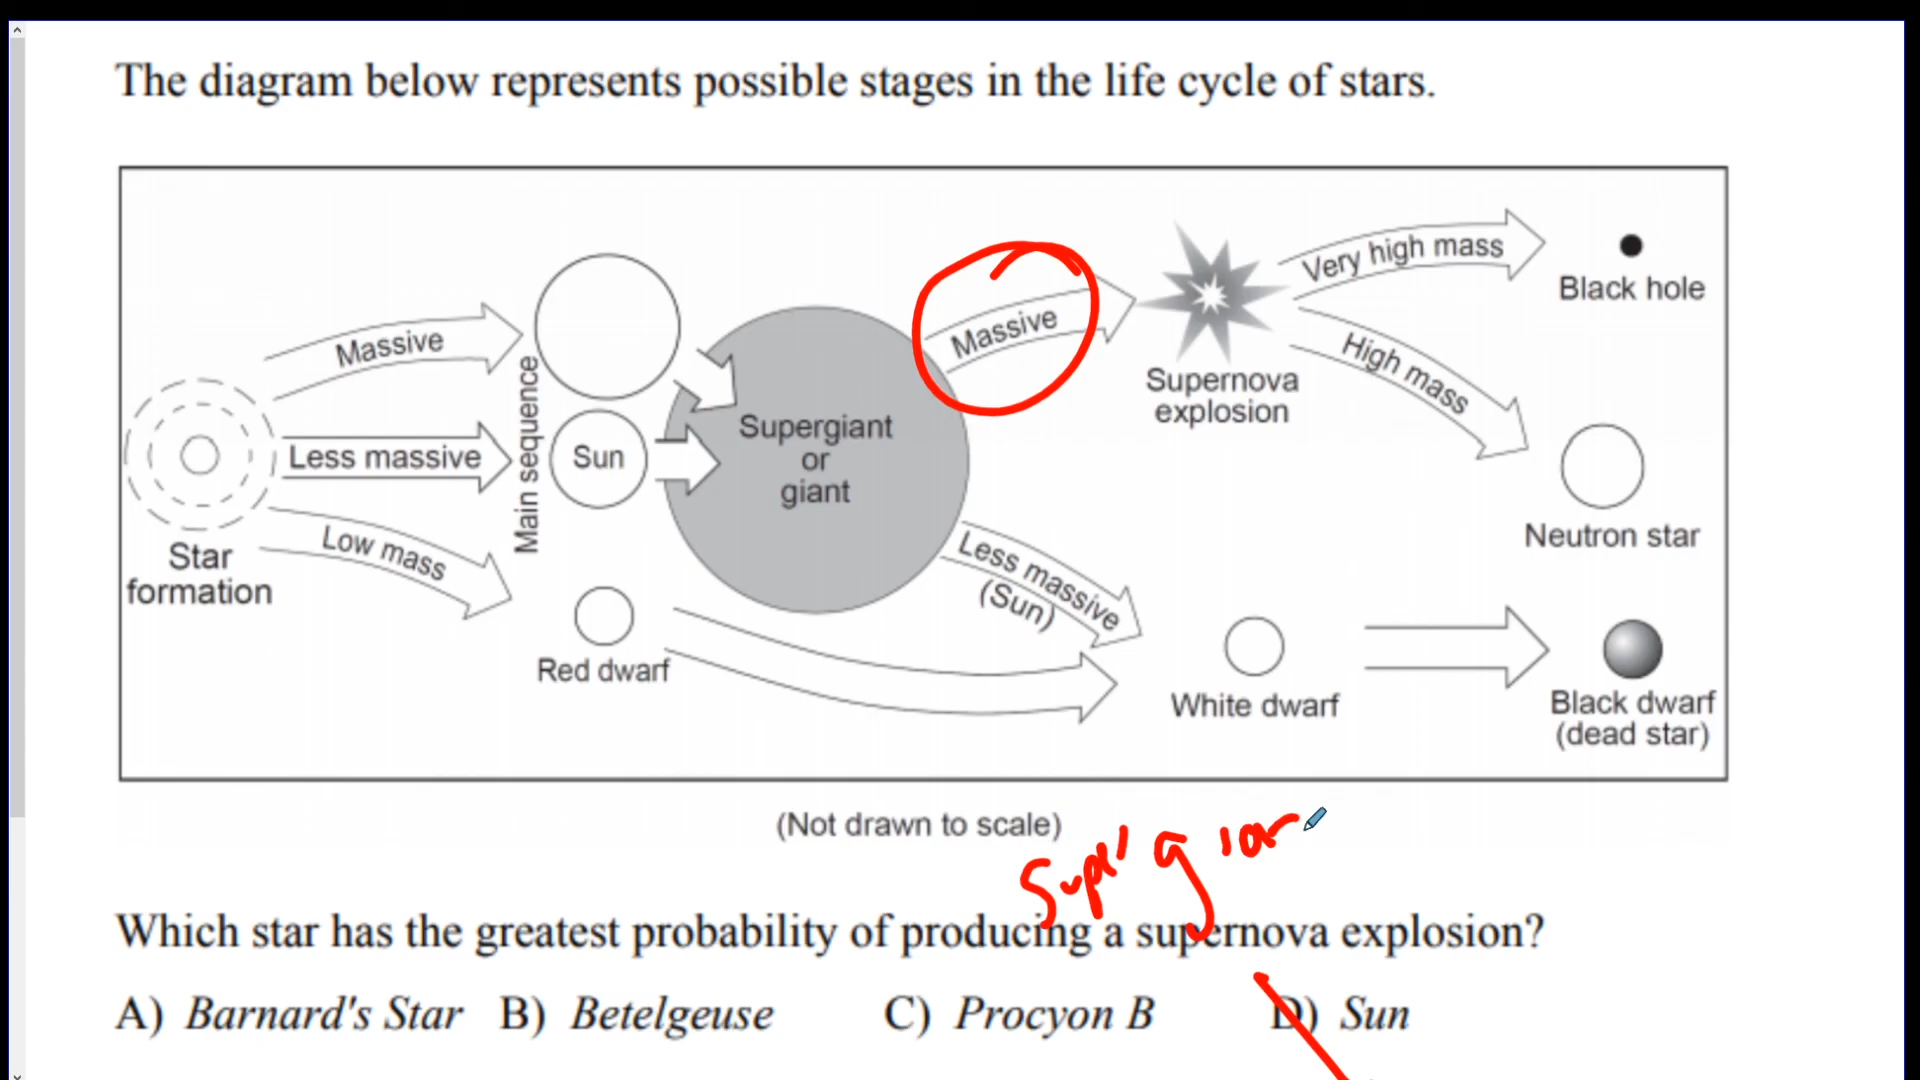 The diagram below represents possible stages in the life cycle of stars.
Massive
Less massive
Low mass
Star
formation
Main sequence
Sun
Red dwarf
Supergiant
or
giant
Massive
Less massive
(Sun)
Supernova
explosion
Very high mass
High mass
Black hole
Neutron star
White dwarf
Black dwarf
(dead star)
(Not drawn to scale)
Which star has the greatest probability of producing a supernova explosion?
A) Barnard's Star B) Betelgeuse C) Procyon B D) Sun